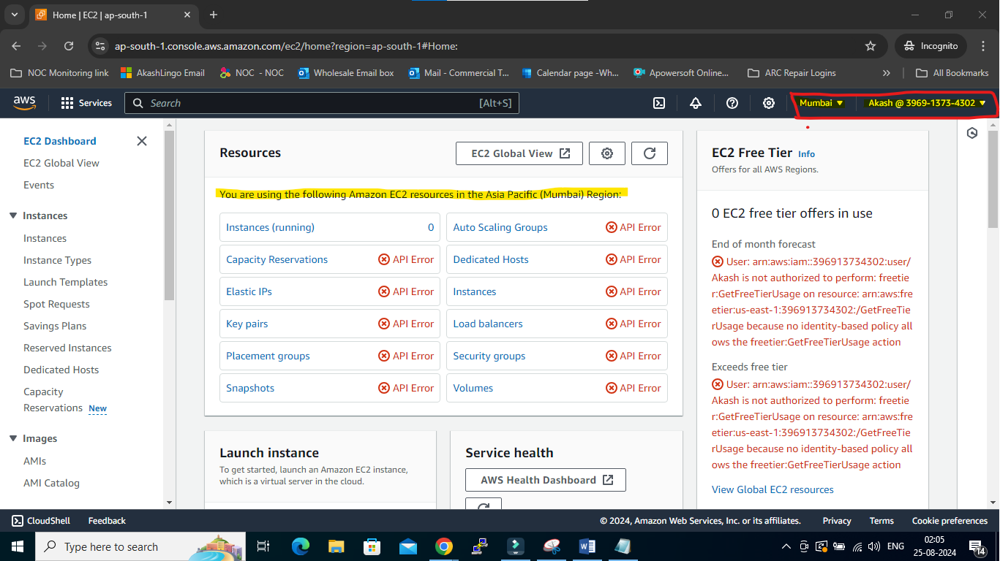 Home | EC2 | ap-south-1
ap-south-1.console.aws.amazon.com/ec2/home?region=ap-south-1#Home:
Incognito
NOC Monitoring link
AkashLingo Email
NOC - NOC
Wholesale Email box
Mail - Commercial T...
Calendar page -Wh...
Apowersoft Online...
ARC Repair Logins
All Bookmarks
aws
Services
Search
[Alt+S]
Mumbai
Akash @ 3969-1373-4302
EC2 Dashboard
EC2 Global View
Events
Instances
Instances
Instance Types
Launch Templates
Spot Requests
Savings Plans
Reserved Instances
Dedicated Hosts
Capacity
Reservations New
Images
AMIs
AMI Catalog
Resources
EC2 Global View
You are using the following Amazon EC2 resources in the Asia Pacific (Mumbai) Region:
Instances (running) 0
Auto Scaling Groups API Error
Capacity Reservations API Error
Dedicated Hosts API Error
Elastic IPs API Error
Instances API Error
Key pairs API Error
Load balancers API Error
Placement groups API Error
Security groups API Error
Snapshots API Error
Volumes API Error
Launch instance
To get started, launch an Amazon EC2 instance,
which is a virtual server in the cloud.
Service health
AWS Health Dashboard
EC2 Free Tier Info
Offers for all AWS Regions.
0 EC2 free tier offers in use
End of month forecast
User: arn:aws:iam::396913734302:user/
Akash is not authorized to perform: freetie
r:GetFreeTierUsage on resource: arn:aws:fre
etier:us-east-1:396913734302:/GetFreeTie
rUsage because no identity-based policy all
ows the freetier:GetFreeTierUsage action
Exceeds free tier
User: arn:aws:iam::396913734302:user/
Akash is not authorized to perform: freetie
r:GetFreeTierUsage on resource: arn:aws:fre
etier:us-east-1:396913734302:/GetFreeTie
rUsage because no identity-based policy all
ows the freetier:GetFreeTierUsage action
View Global EC2 resources
CloudShell
Feedback
© 2024, Amazon Web Services, Inc. or its affiliates.
Privacy
Terms
Cookie preferences
Type here to search
ENG
02:05
25-08-2024
14